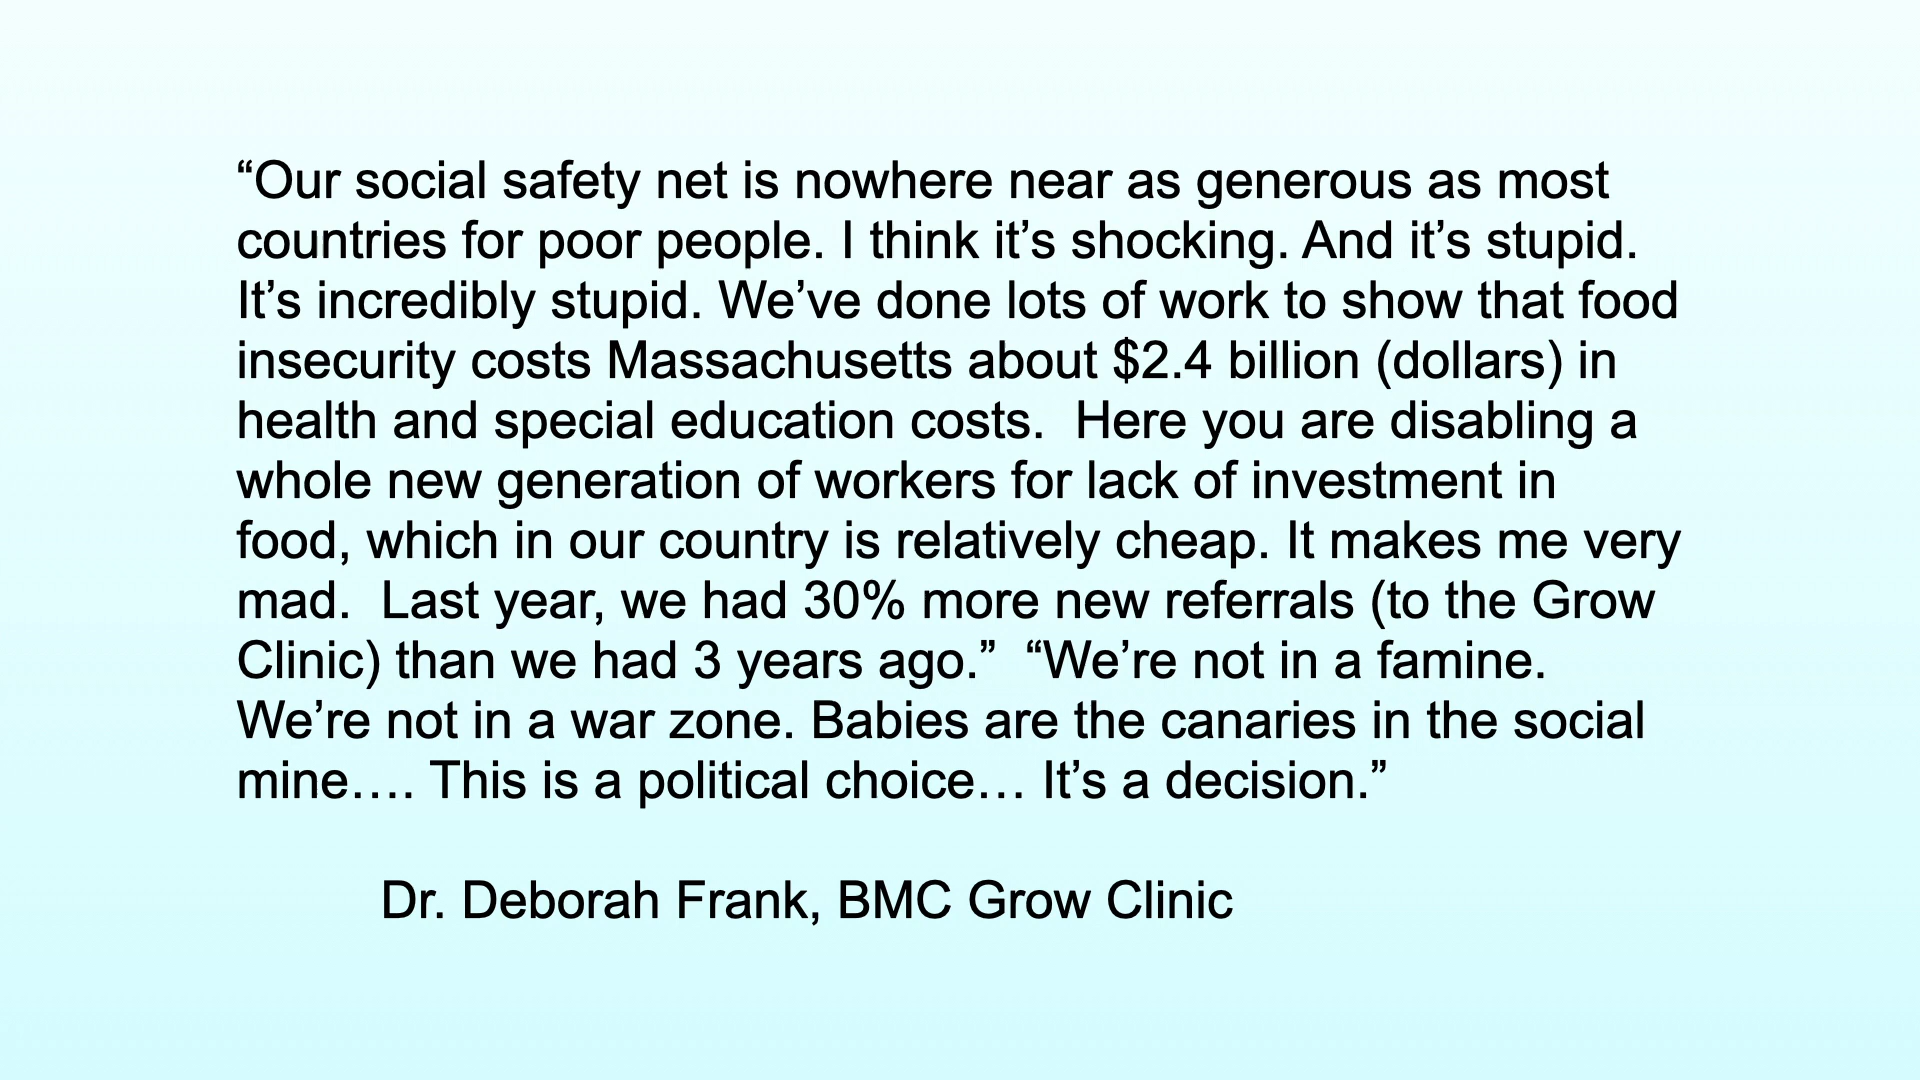 “Our social safety net is nowhere near as generous as most
countries for poor people. I think it’s shocking. And it’s stupid.
It’s incredibly stupid. We’ve done lots of work to show that food
insecurity costs Massachusetts about $2.4 billion (dollars) in
health and special education costs.  Here you are disabling a
whole new generation of workers for lack of investment in
food, which in our country is relatively cheap. It makes me very
mad.  Last year, we had 30% more new referrals (to the Grow
Clinic) than we had 3 years ago.”  “We’re not in a famine.
We’re not in a war zone. Babies are the canaries in the social
mine…. This is a political choice… It’s a decision.”
Dr. Deborah Frank, BMC Grow Clinic